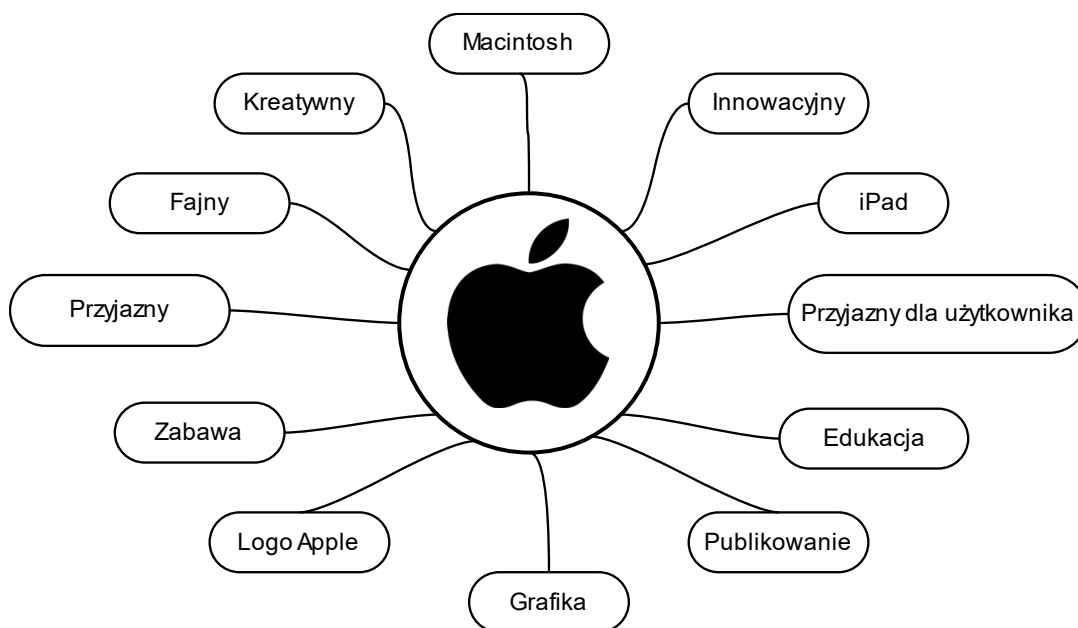 Macintosh
Kreatywny
Innowacyjny
Fajny
iPad
Przyjazny
Przyjazny dla użytkownika
Zabawa
Edukacja
Logo Apple
Publikowanie
Grafika